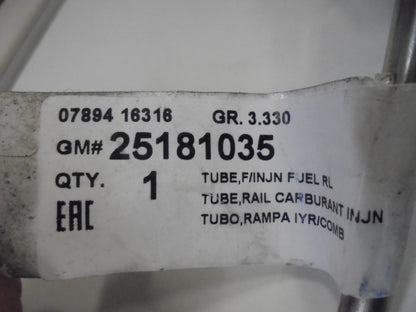 07894 16316 GR. 3.330
GM# 25181035
QTY. 1 TUBE,F/INJN FUEL RL
TUBE,RAIL CARBURANT INJN
EAC TUBO,RAMPA IYR/COMB